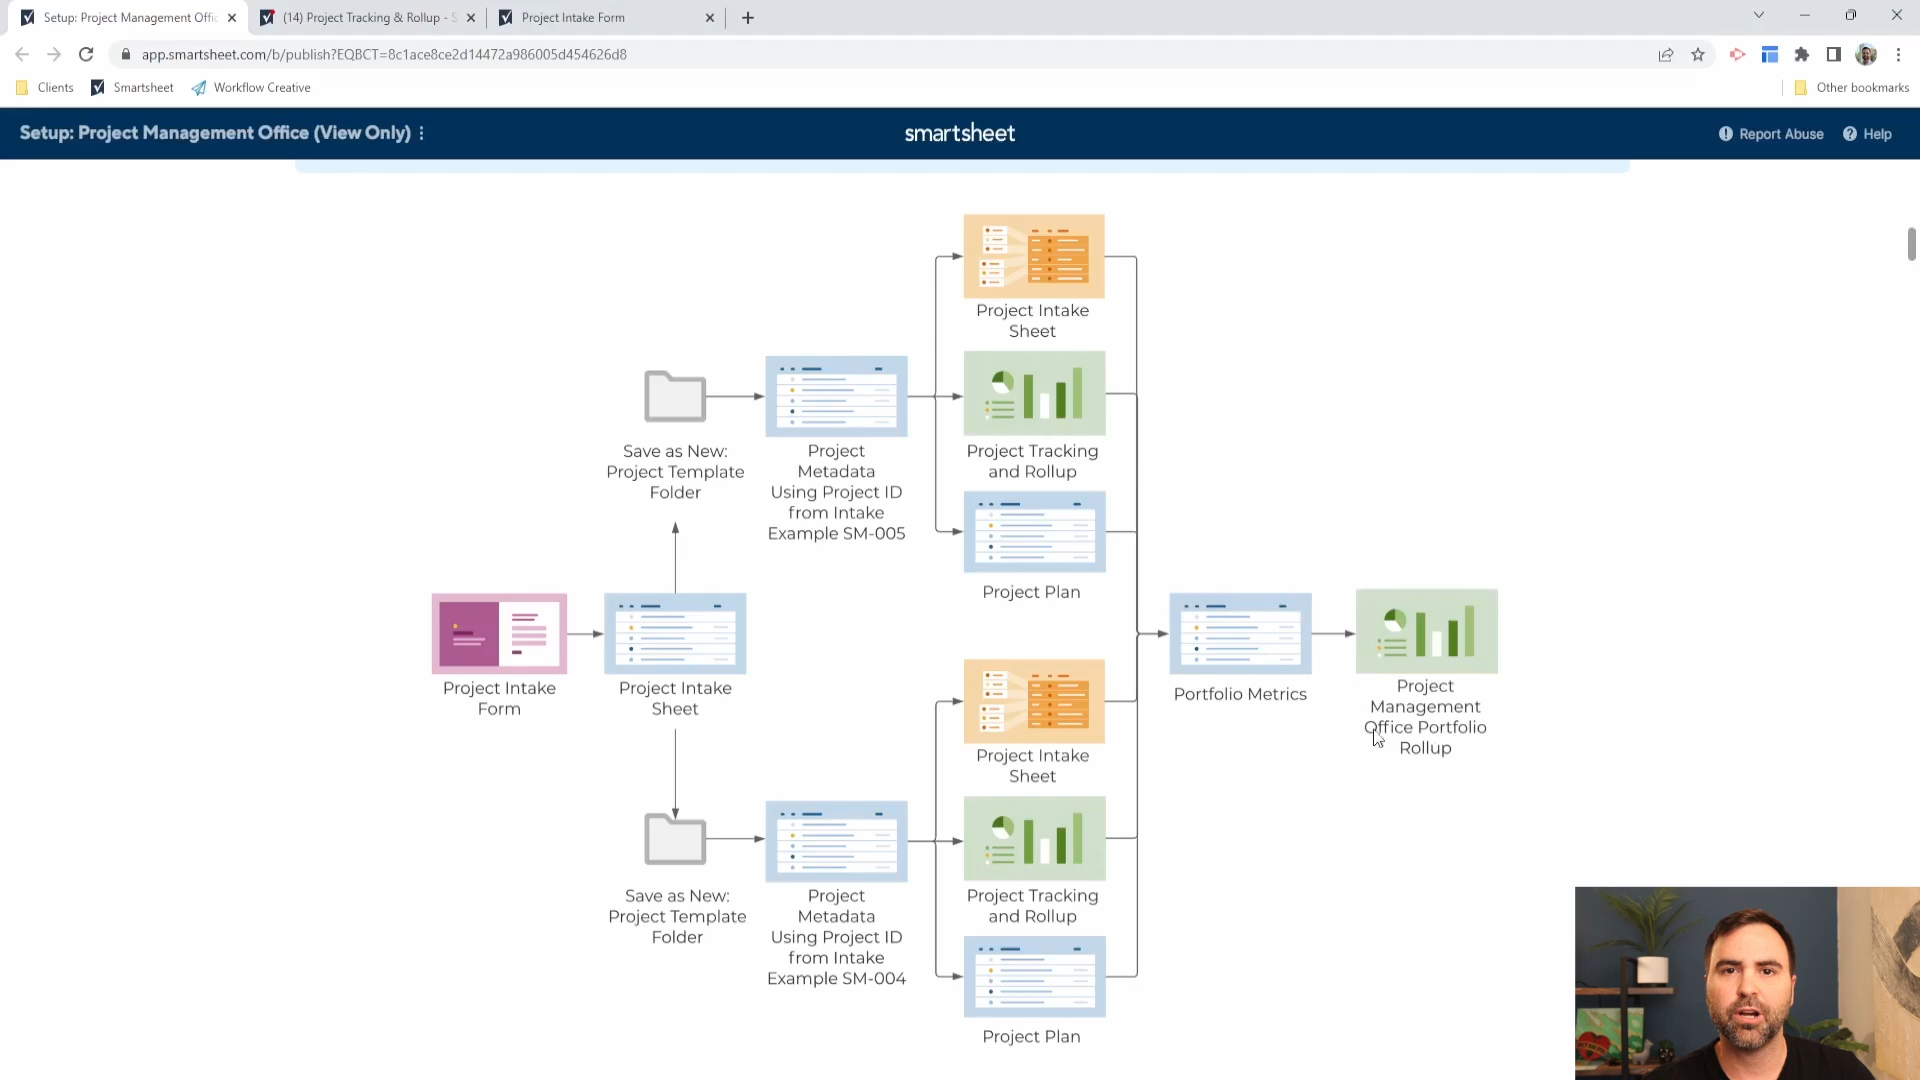 Setup: Project Management Offic
(14) Project Tracking & Rollup - S
Project Intake Form
app.smartsheet.com/b/publish?EQBCT=8c1ace8ce2d14472a986005d454626d8
Clients
Smartsheet
Workflow Creative
Other bookmarks
Setup: Project Management Office (View Only)
smartsheet
Report Abuse
Help
Project Intake
Sheet
Save as New:
Project Template
Folder
Project
Metadata
Using Project ID
from Intake
Example SM-005
Project Tracking
and Rollup
Project Plan
Project Intake
Form
Project Intake
Sheet
Project Intake
Sheet
Portfolio Metrics
Project
Management
Office Portfolio
Rollup
Save as New:
Project Template
Folder
Project
Metadata
Using Project ID
from Intake
Example SM-004
Project Tracking
and Rollup
Project Plan